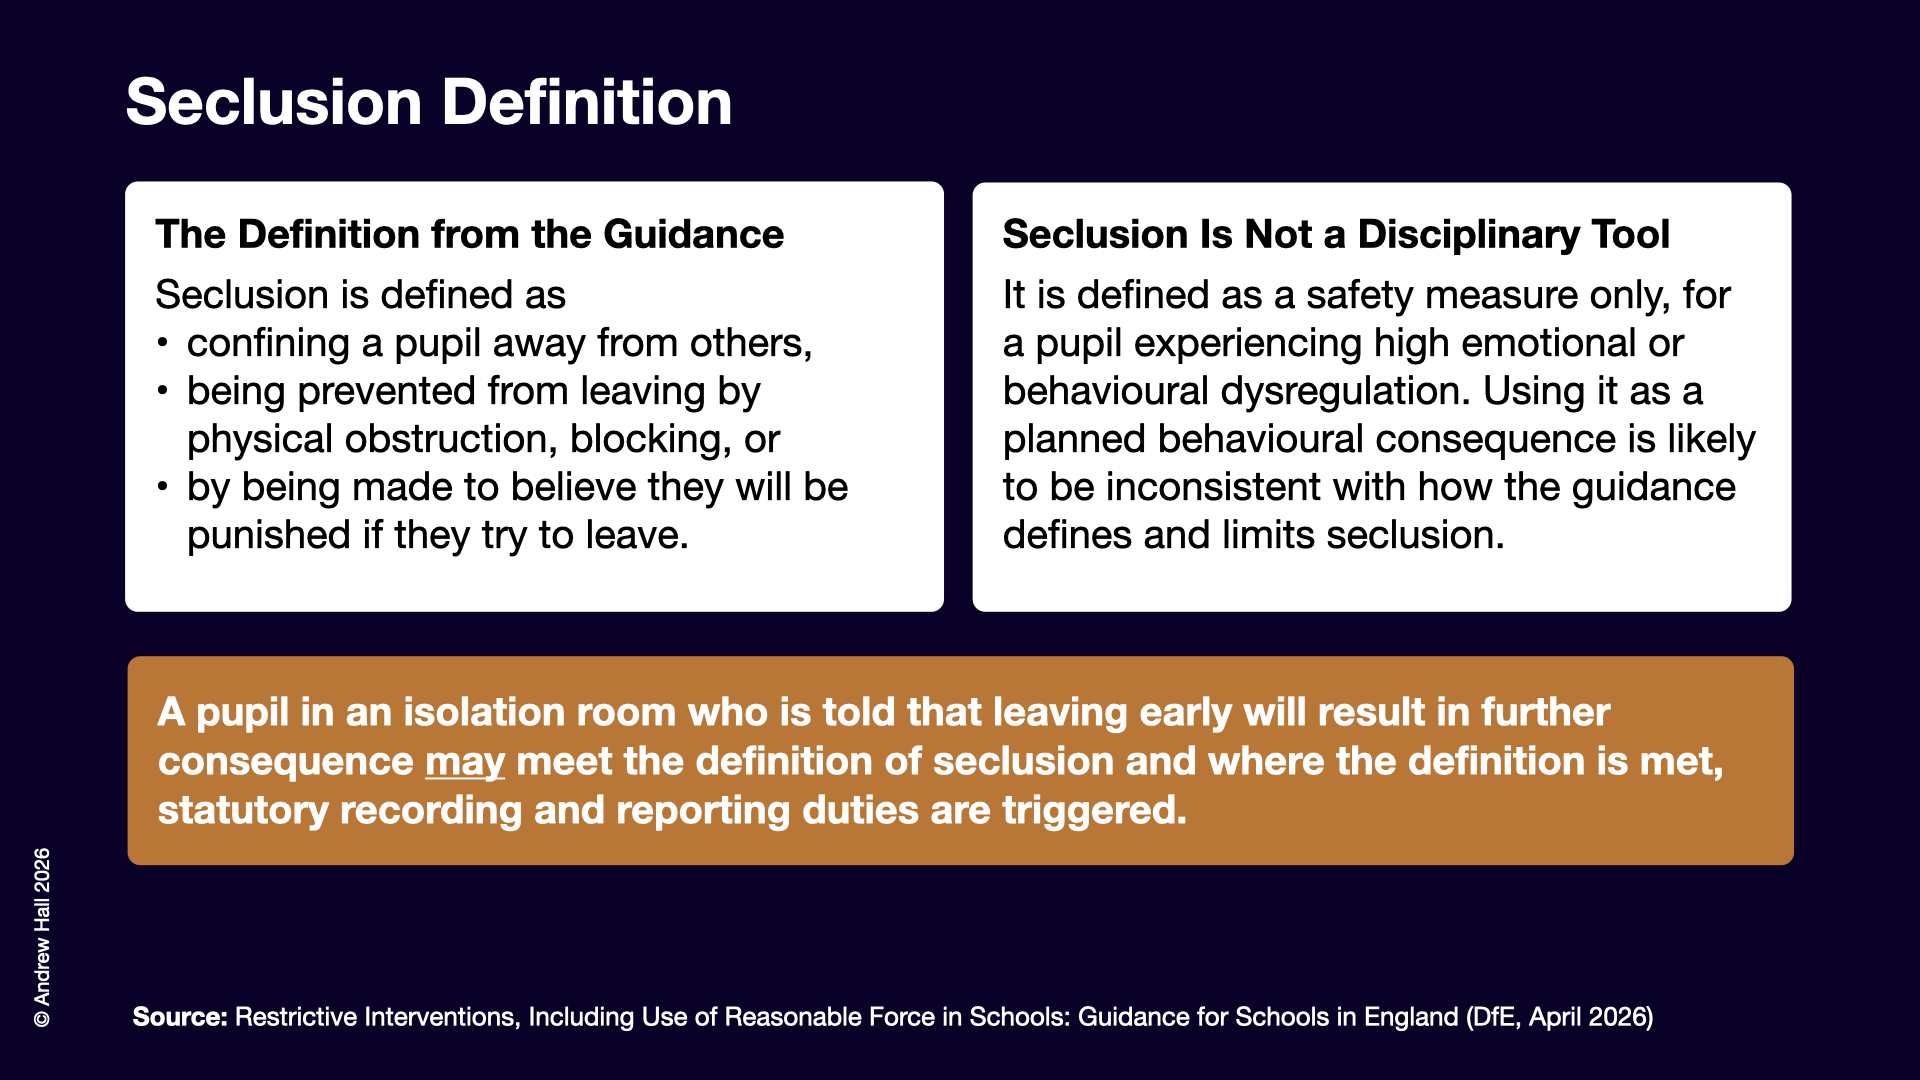 Seclusion Definition
The Definition from the Guidance
Seclusion is defined as
• confining a pupil away from others,
• being prevented from leaving by
physical obstruction, blocking, or
• by being made to believe they will be
punished if they try to leave.
Seclusion Is Not a Disciplinary Tool
It is defined as a safety measure only, for
a pupil experiencing high emotional or
behavioural dysregulation. Using it as a
planned behavioural consequence is likely
to be inconsistent with how the guidance
defines and limits seclusion.
A pupil in an isolation room who is told that leaving early will result in further
consequence may meet the definition of seclusion and where the definition is met,
statutory recording and reporting duties are triggered.
© Andrew Hall 2026
Source: Restrictive Interventions, Including Use of Reasonable Force in Schools: Guidance for Schools in England (DfE, April 2026)